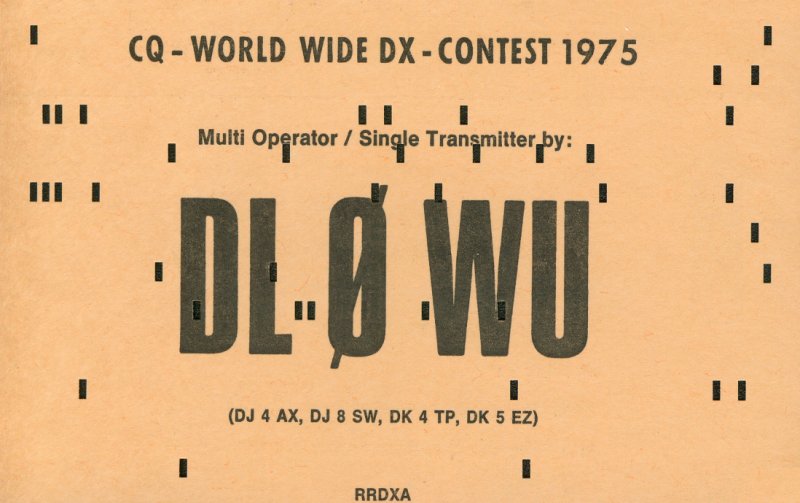 CQ - WORLD WIDE DX - CONTEST 1975
Multi Operator / Single Transmitter by:
DL Ø WU
(DJ 4 AX, DJ 8 SW, DK 4 TP, DK 5 EZ)
RRDXA